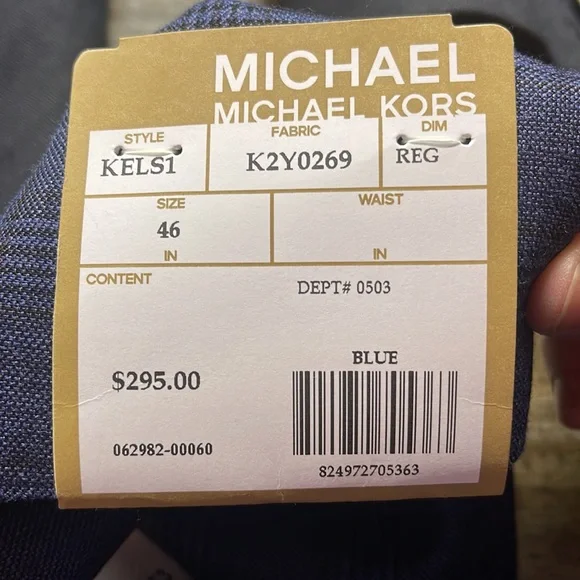 MICHAEL
MICHAEL KORS
STYLE FABRIC DIM
KELS1 K2Y0269 REG
SIZE WAIST
46
IN IN
CONTENT
DEPT# 0503
BLUE
$295.00
062982-00060
824972705363